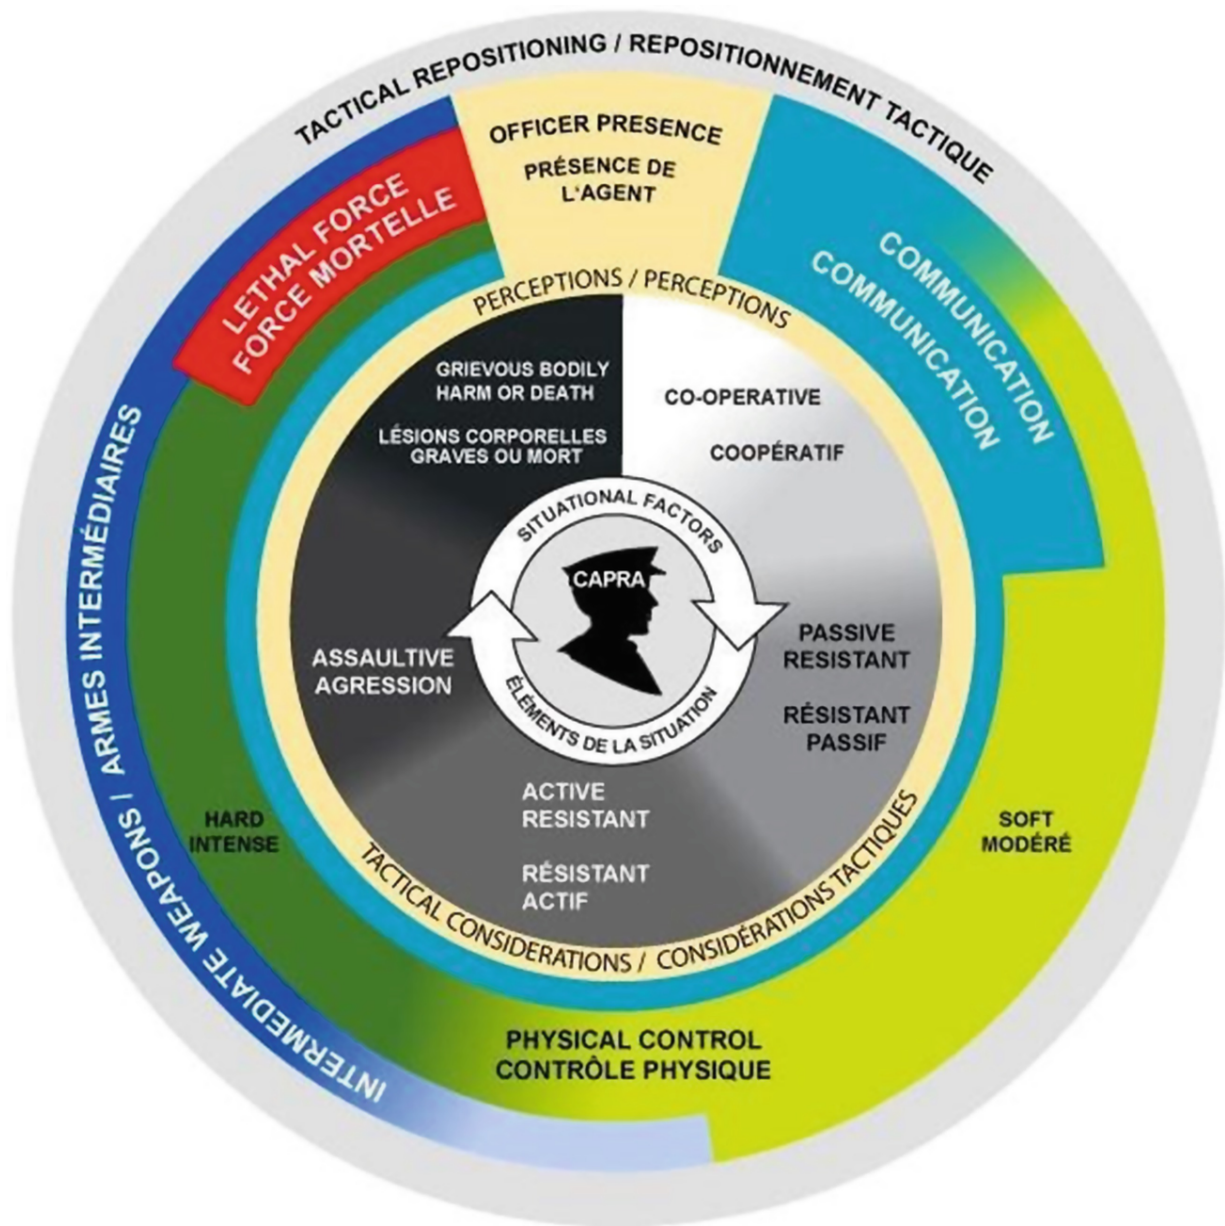 TACTICAL REPOSITIONING / REPOSITIONNEMENT TACTIQUE
OFFICER PRESENCE
PRÉSENCE DE
L'AGENT
LETHAL FORCE
FORCE MORTELLE
COMMUNICATION
COMMUNICATION
PERCEPTIONS / PERCEPTIONS
GRIEVOUS BODILY
HARM OR DEATH
LÉSIONS CORPORELLES
GRAVES OU MORT
CO-OPERATIVE
COOPÉRATIF
SITUATIONAL FACTORS
CAPRA
ÉLÉMENTS DE LA SITUATION
ASSAULTIVE
AGRESSION
PASSIVE
RESISTANT
RÉSISTANT
PASSIF
ACTIVE
RESISTANT
RÉSISTANT
ACTIF
TACTICAL CONSIDERATIONS / CONSIDÉRATIONS TACTIQUES
HARD
INTENSE
SOFT
MODÉRÉ
PHYSICAL CONTROL
CONTRÔLE PHYSIQUE
INTERMEDIATE WEAPONS / ARMES INTERMÉDIAIRES